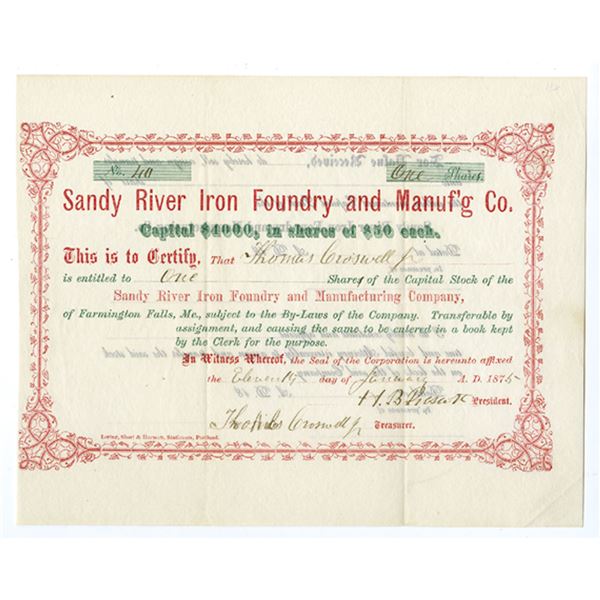 No. 40 One Shares.
Sandy River Iron Foundry and Manuf'g Co.
Capital $4000, in shares of $50 each.
This is to Certify, That Thomas Croswell Jr
is entitled to One Shares of the Capital Stock of the
Sandy River Iron Foundry and Manufacturing Company,
of Farmington Falls, Me., subject to the By-Laws of the Company. Transferable by
assignment, and causing the same to be entered in a book kept
by the Clerk for the purpose.
In Witness Whereof, the Seal of the Corporation is hereunto affixed
the Eleventh day of January A. D. 1875
H. B. President.
Croswell Jr Treasurer.
Loring, Short & Harmon, Stationers, Portland.